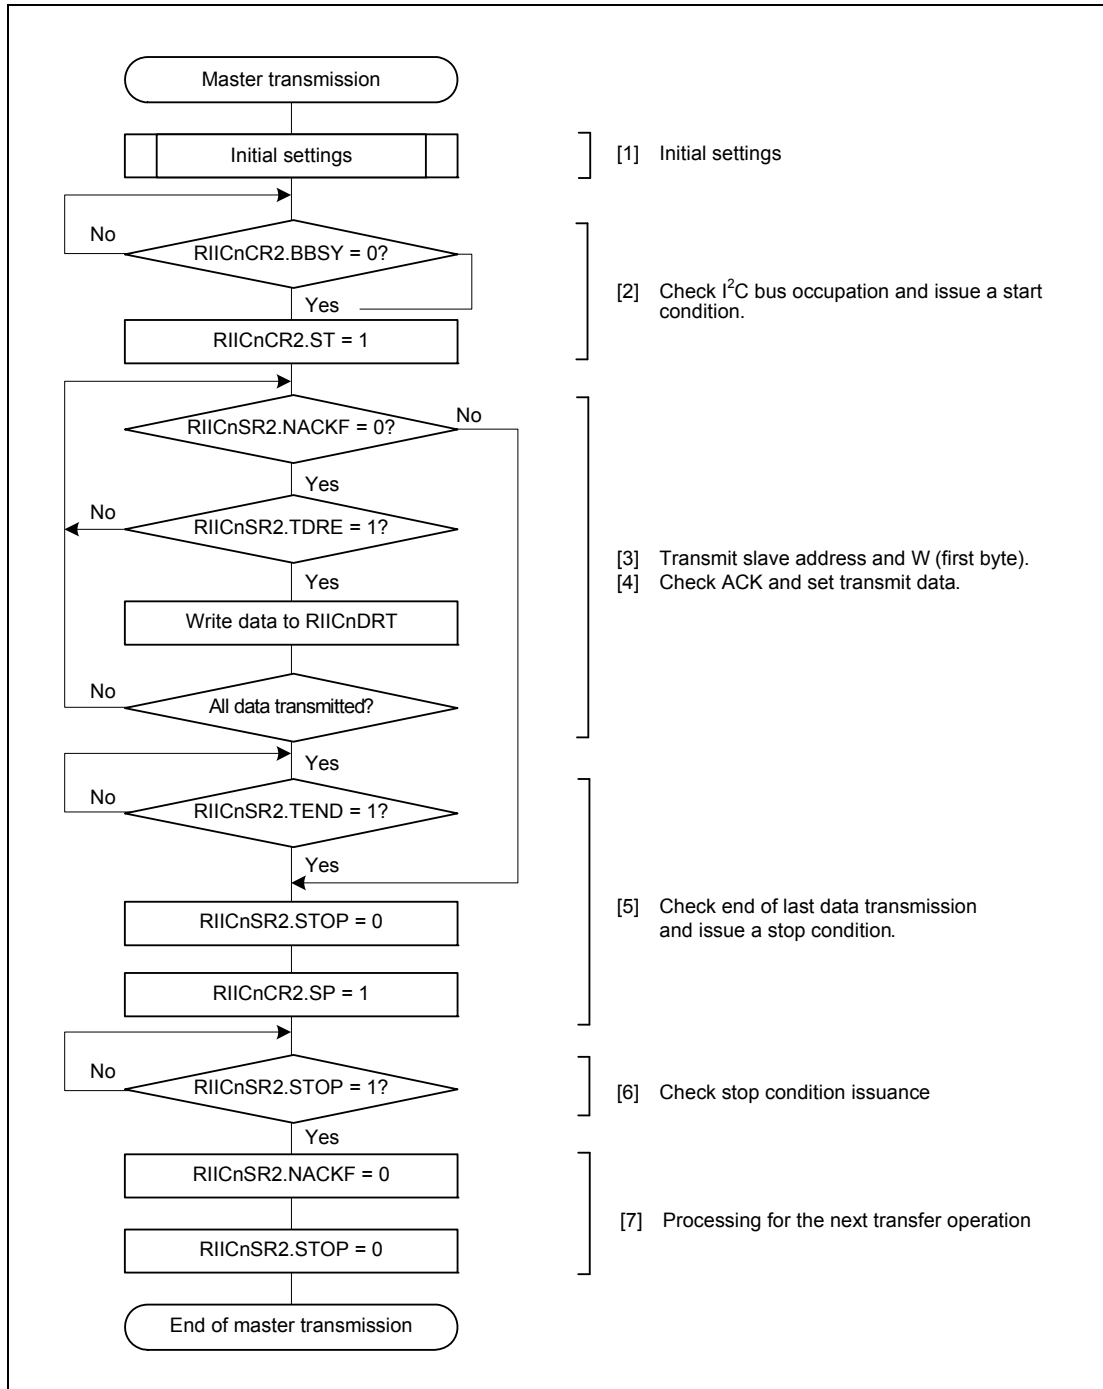 Master transmission
Initial settings
[1] Initial settings
No
RIICnCR2.BBSY = 0?
Yes
[2] Check I²C bus occupation and issue a start
condition.
RIICnCR2.ST = 1
RIICnSR2.NACKF = 0?
No
Yes
No
RIICnSR2.TDRE = 1?
Yes
[3] Transmit slave address and W (first byte).
[4] Check ACK and set transmit data.
Write data to RIICnDRT
No
All data transmitted?
Yes
No
RIICnSR2.TEND = 1?
Yes
RIICnSR2.STOP = 0
[5] Check end of last data transmission
and issue a stop condition.
RIICnCR2.SP = 1
No
RIICnSR2.STOP = 1?
[6] Check stop condition issuance
Yes
RIICnSR2.NACKF = 0
[7] Processing for the next transfer operation
RIICnSR2.STOP = 0
End of master transmission